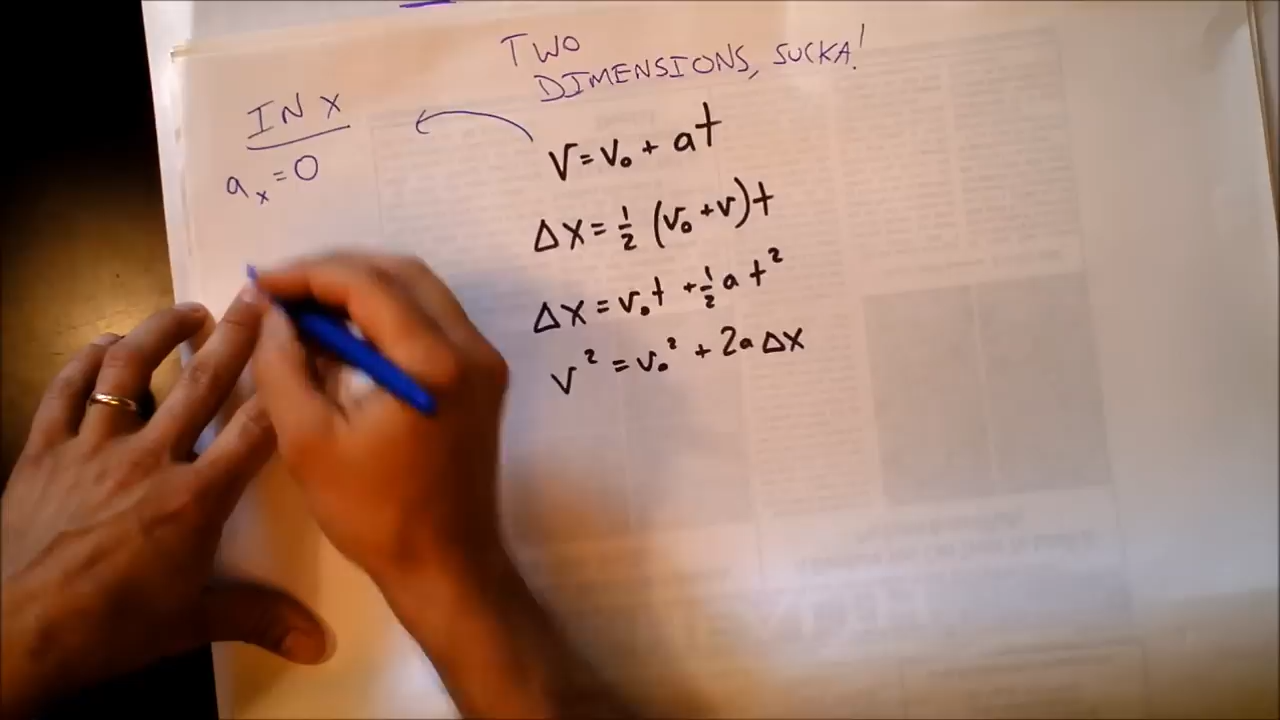 TWO
DIMENSIONS, SUCKA!
IN X
aₓ = 0
V = V₀ + at
Δx = ½ (V₀ + V)t
Δx = V₀t + ½at²
V² = V₀² + 2aΔx